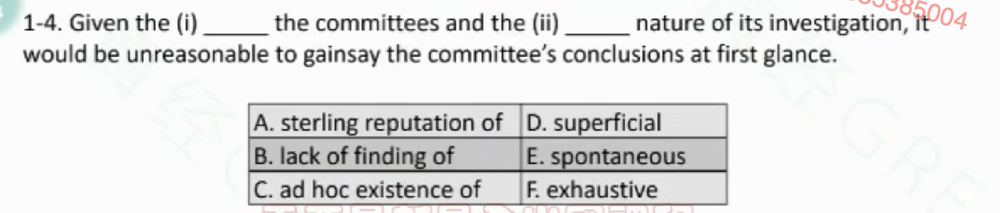 1-4. Given the (i) _____ the committees and the (ii) _____ nature of its investigation, it
would be unreasonable to gainsay the committee's conclusions at first glance.
A. sterling reputation of D. superficial
B. lack of finding of E. spontaneous
C. ad hoc existence of F. exhaustive
385004
GRE